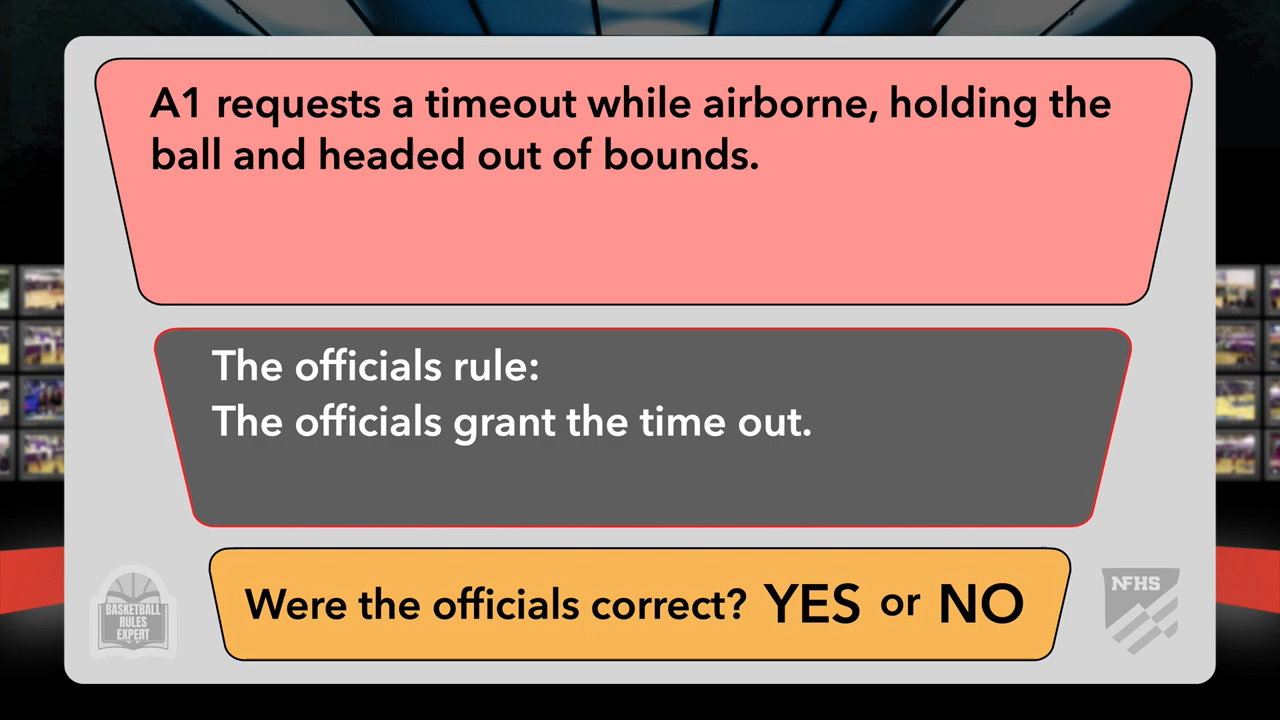 A1 requests a timeout while airborne, holding the
ball and headed out of bounds.
The officials rule:
The officials grant the time out.
Were the officials correct? YES or NO
BASKETBALL
RULES
EXPERT
NFHS